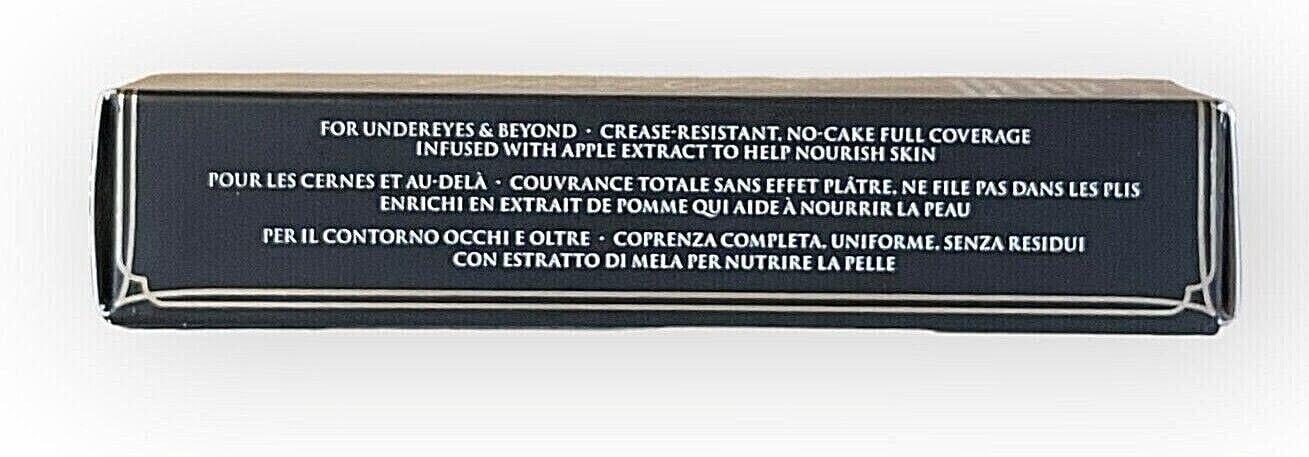 FOR UNDEREYES & BEYOND · CREASE-RESISTANT, NO-CAKE FULL COVERAGE
INFUSED WITH APPLE EXTRACT TO HELP NOURISH SKIN
POUR LES CERNES ET AU-DELÀ · COUVRANCE TOTALE SANS EFFET PLÂTRE, NE FILE PAS DANS LES PLIS
ENRICHI EN EXTRAIT DE POMME QUI AIDE À NOURRIR LA PEAU
PER IL CONTORNO OCCHI E OLTRE · COPRENZA COMPLETA, UNIFORME, SENZA RESIDUI
CON ESTRATTO DI MELA PER NUTRIRE LA PELLE